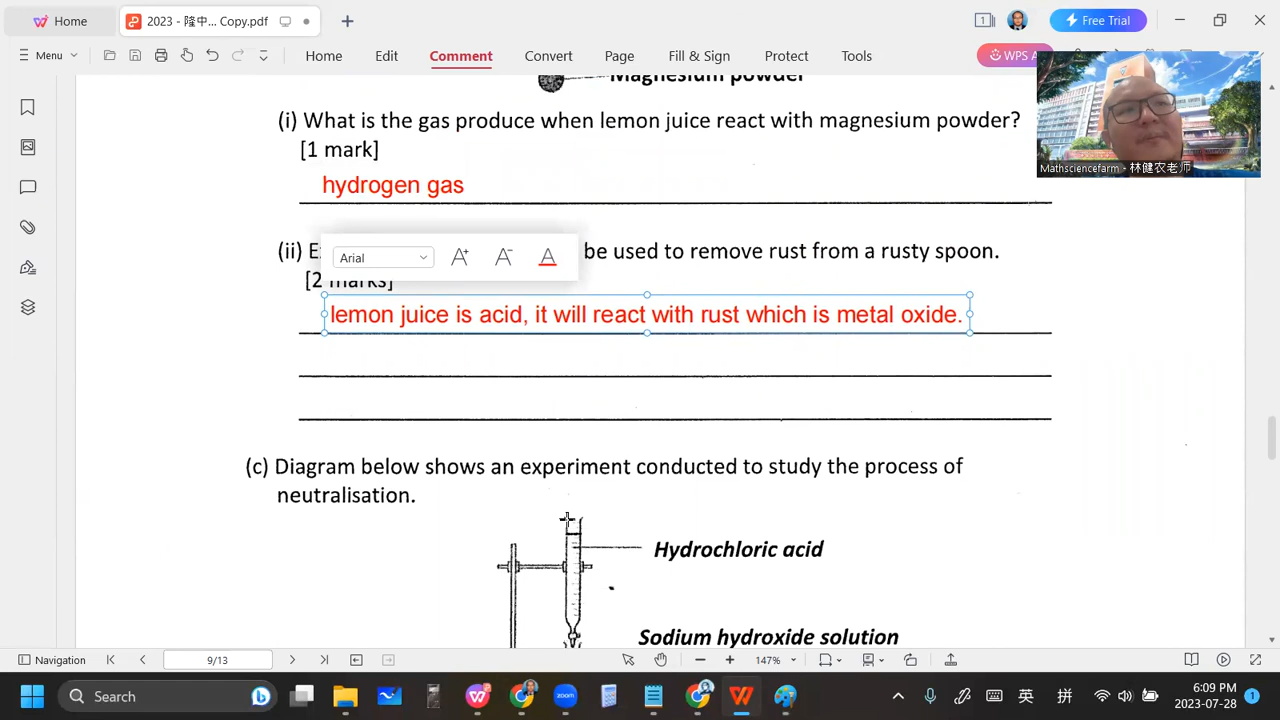 Home
2023 - 隆中... Copy.pdf
1
Free Trial
Menu
Home
Edit
Comment
Convert
Page
Fill & Sign
Protect
Tools
WPS A
Magnesium powder
Mathsciencefarm - 林健农老师
(i) What is the gas produce when lemon juice react with magnesium powder?
[1 mark]
hydrogen gas
(ii) E
be used to remove rust from a rusty spoon.
Arial
A+
A-
A
[2 marks]
lemon juice is acid, it will react with rust which is metal oxide.
(c) Diagram below shows an experiment conducted to study the process of
neutralisation.
Hydrochloric acid
Sodium hydroxide solution
Navigation
9/13
147%
Search
zoom
英
拼
6:09 PM
2023-07-28
1